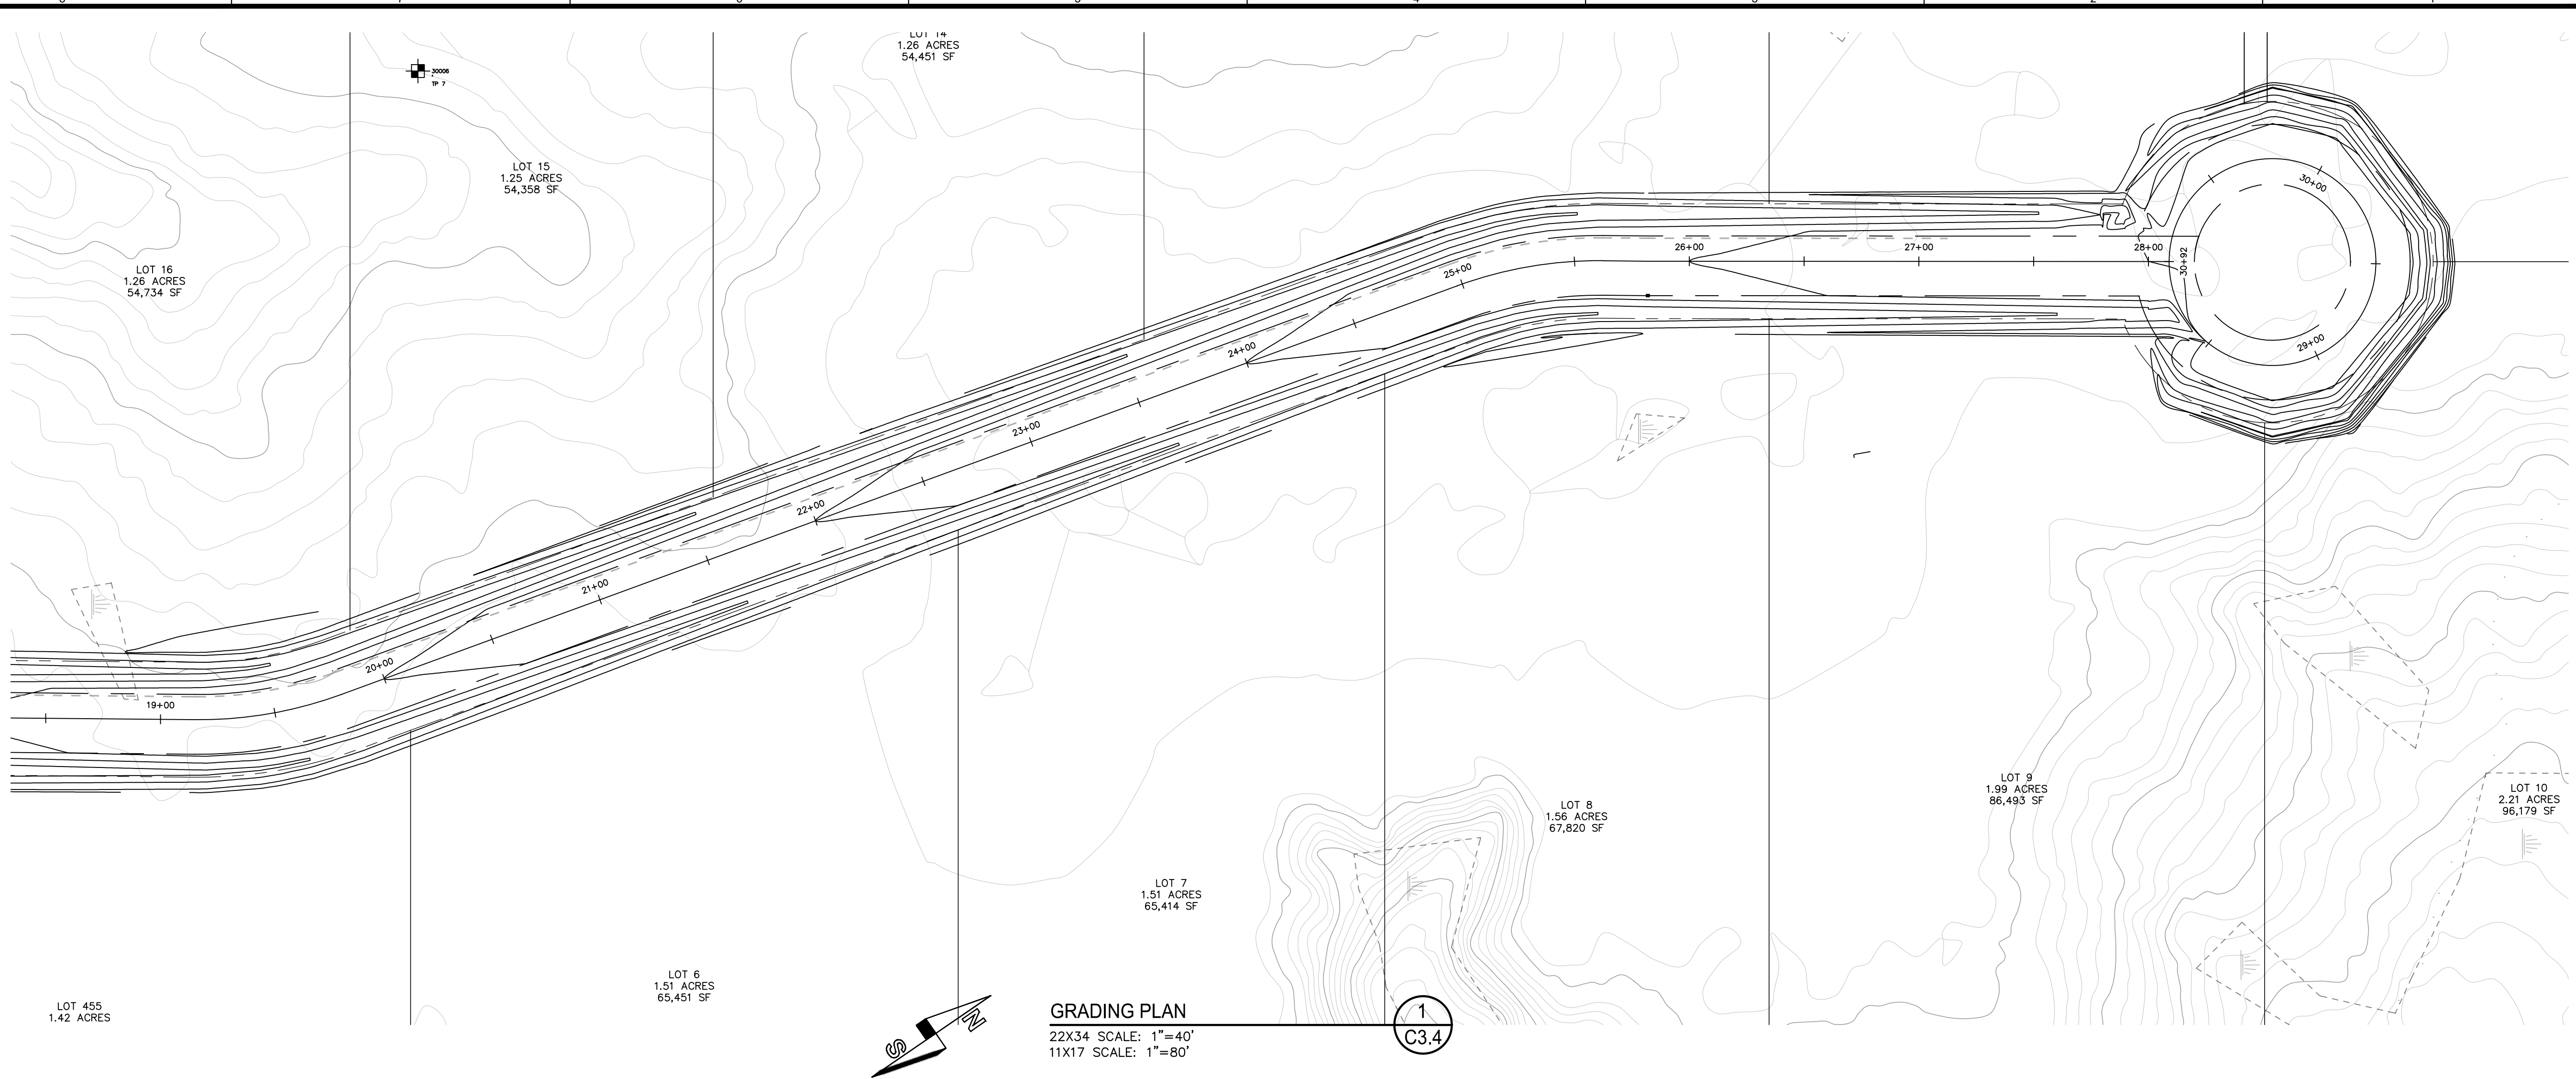 LOT 14
1.26 ACRES
54,451 SF
30006
TP 7
LOT 15
1.25 ACRES
54,358 SF
LOT 16
1.26 ACRES
54,734 SF
30+00
26+00
27+00
28+00
30+92
25+00
29+00
24+00
23+00
22+00
21+00
20+00
19+00
LOT 9
1.99 ACRES
86,493 SF
LOT 10
2.21 ACRES
96,179 SF
LOT 8
1.56 ACRES
67,820 SF
LOT 7
1.51 ACRES
65,414 SF
LOT 6
1.51 ACRES
65,451 SF
LOT 455
1.42 ACRES
N
S
GRADING PLAN
1
C3.4
22X34 SCALE: 1"=40'
11X17 SCALE: 1"=80'